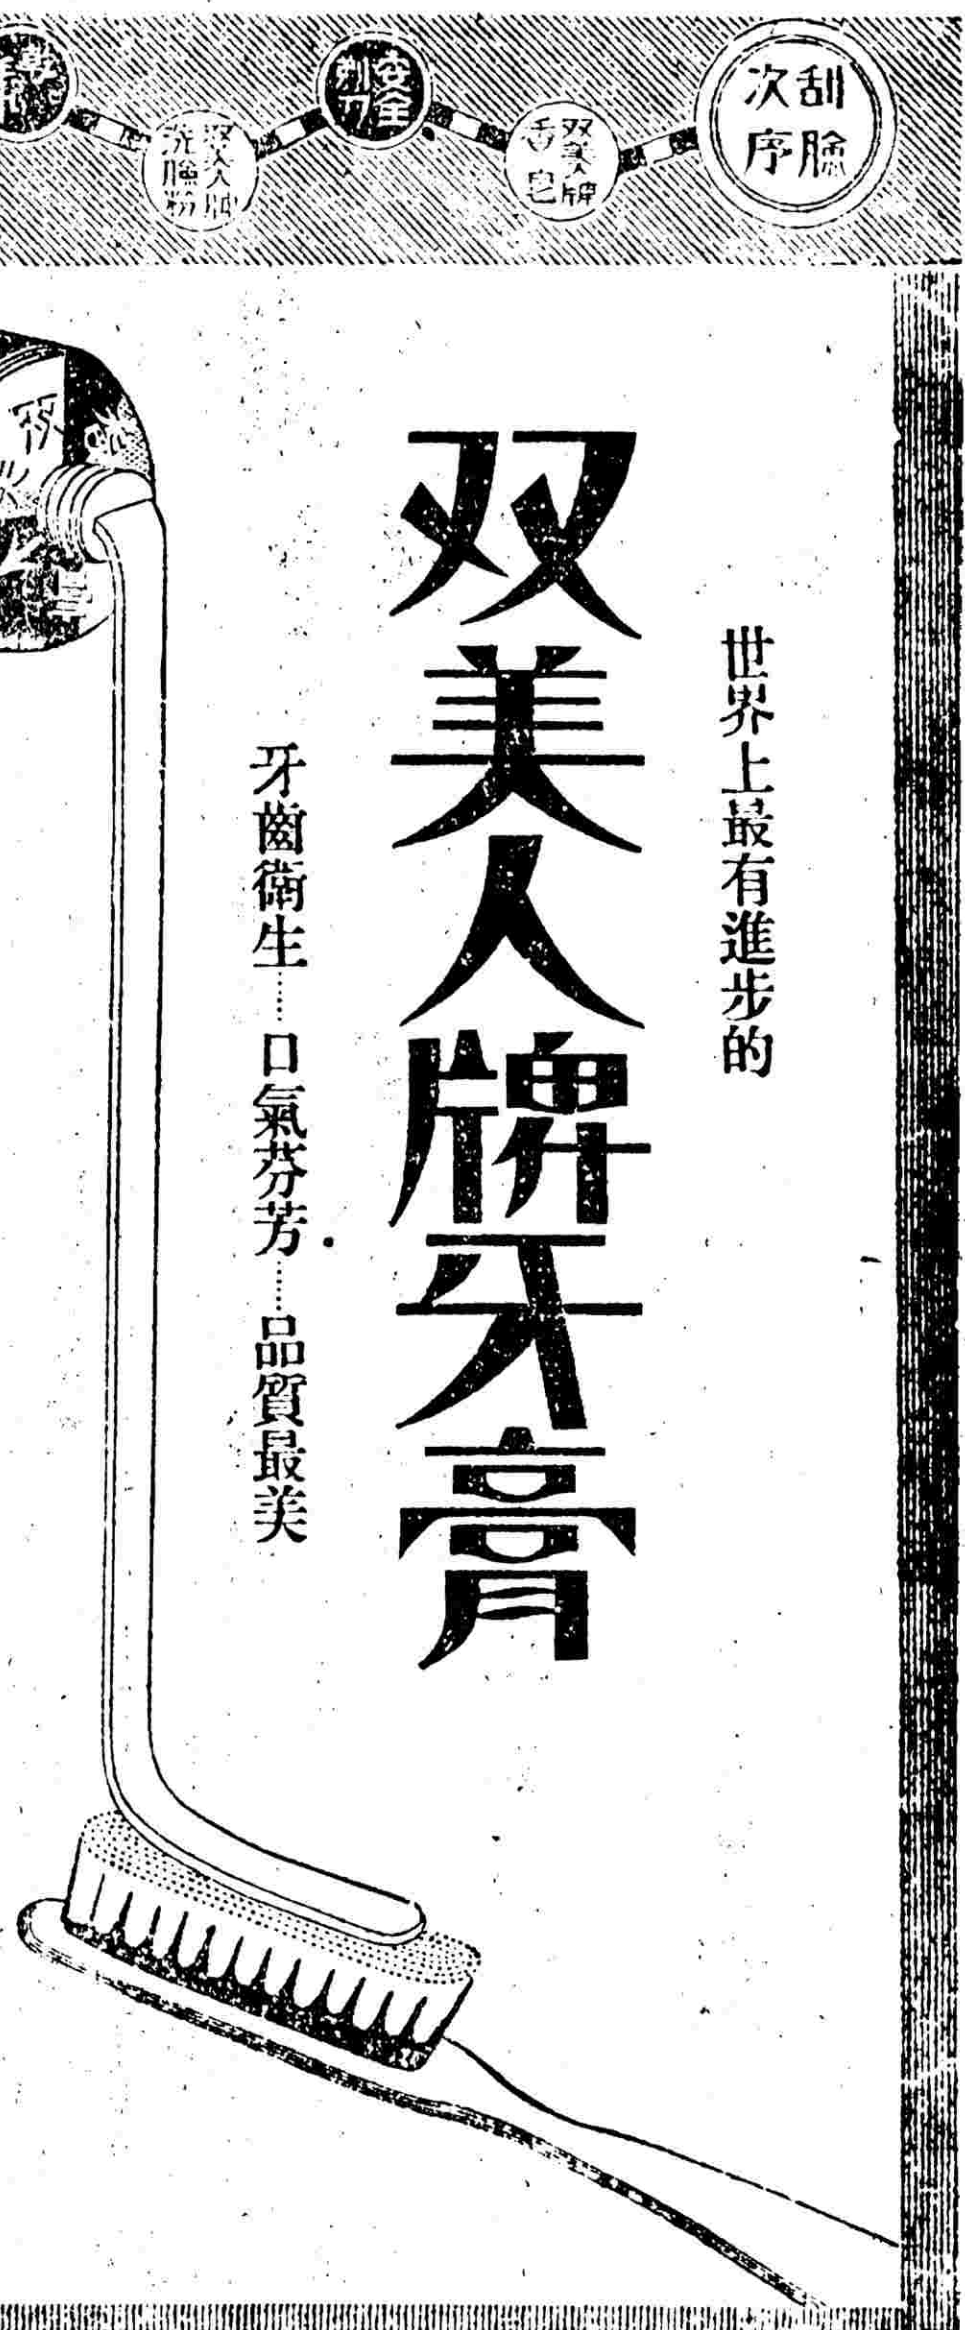 刮臉次序
双美人牌香皂
安全剃刀
双美人牌洗臉粉
世界上最有進步的
双美人牌牙膏
牙齒衛生……口氣芬芳……品質最美
双